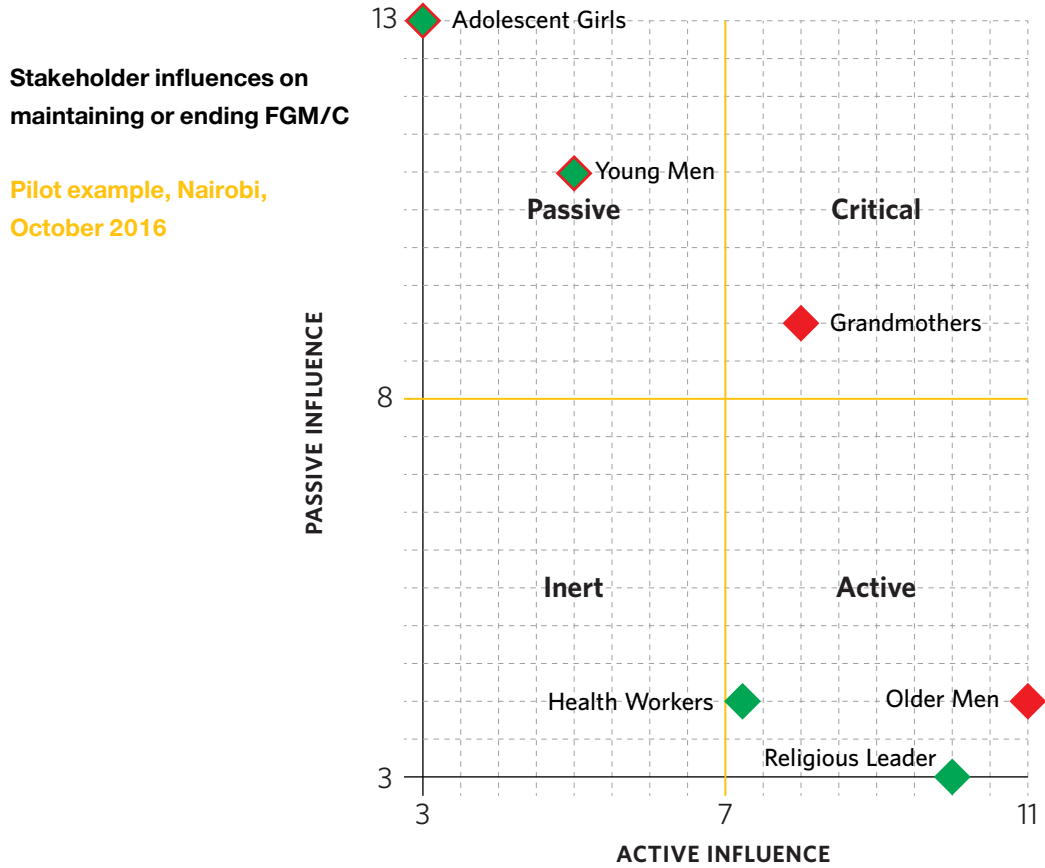 Stakeholder influences on
maintaining or ending FGM/C
Pilot example, Nairobi,
October 2016
PASSIVE INFLUENCE
13
8
3
Adolescent Girls
Young Men
Passive
Critical
Grandmothers
Inert
Active
Health Workers
Older Men
Religious Leader
3
7
11
ACTIVE INFLUENCE